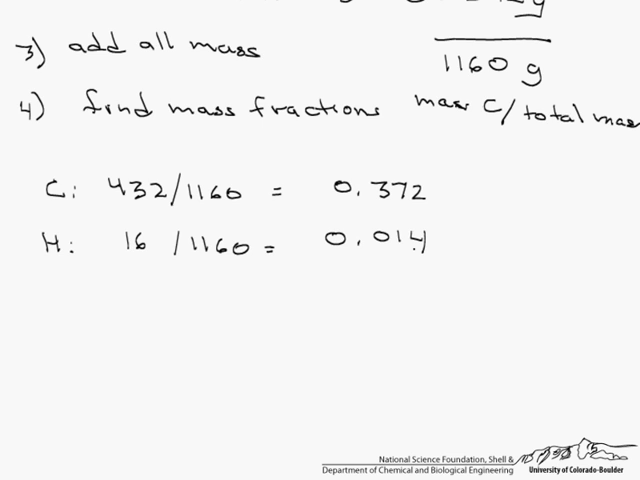 3) add all mass
1160 g
4) find mass fractions mass C/total mass
C: 432/1160 = 0.372
H: 16/1160 = 0.014
National Science Foundation, Shell &
Department of Chemical and Biological Engineering
University of Colorado-Boulder